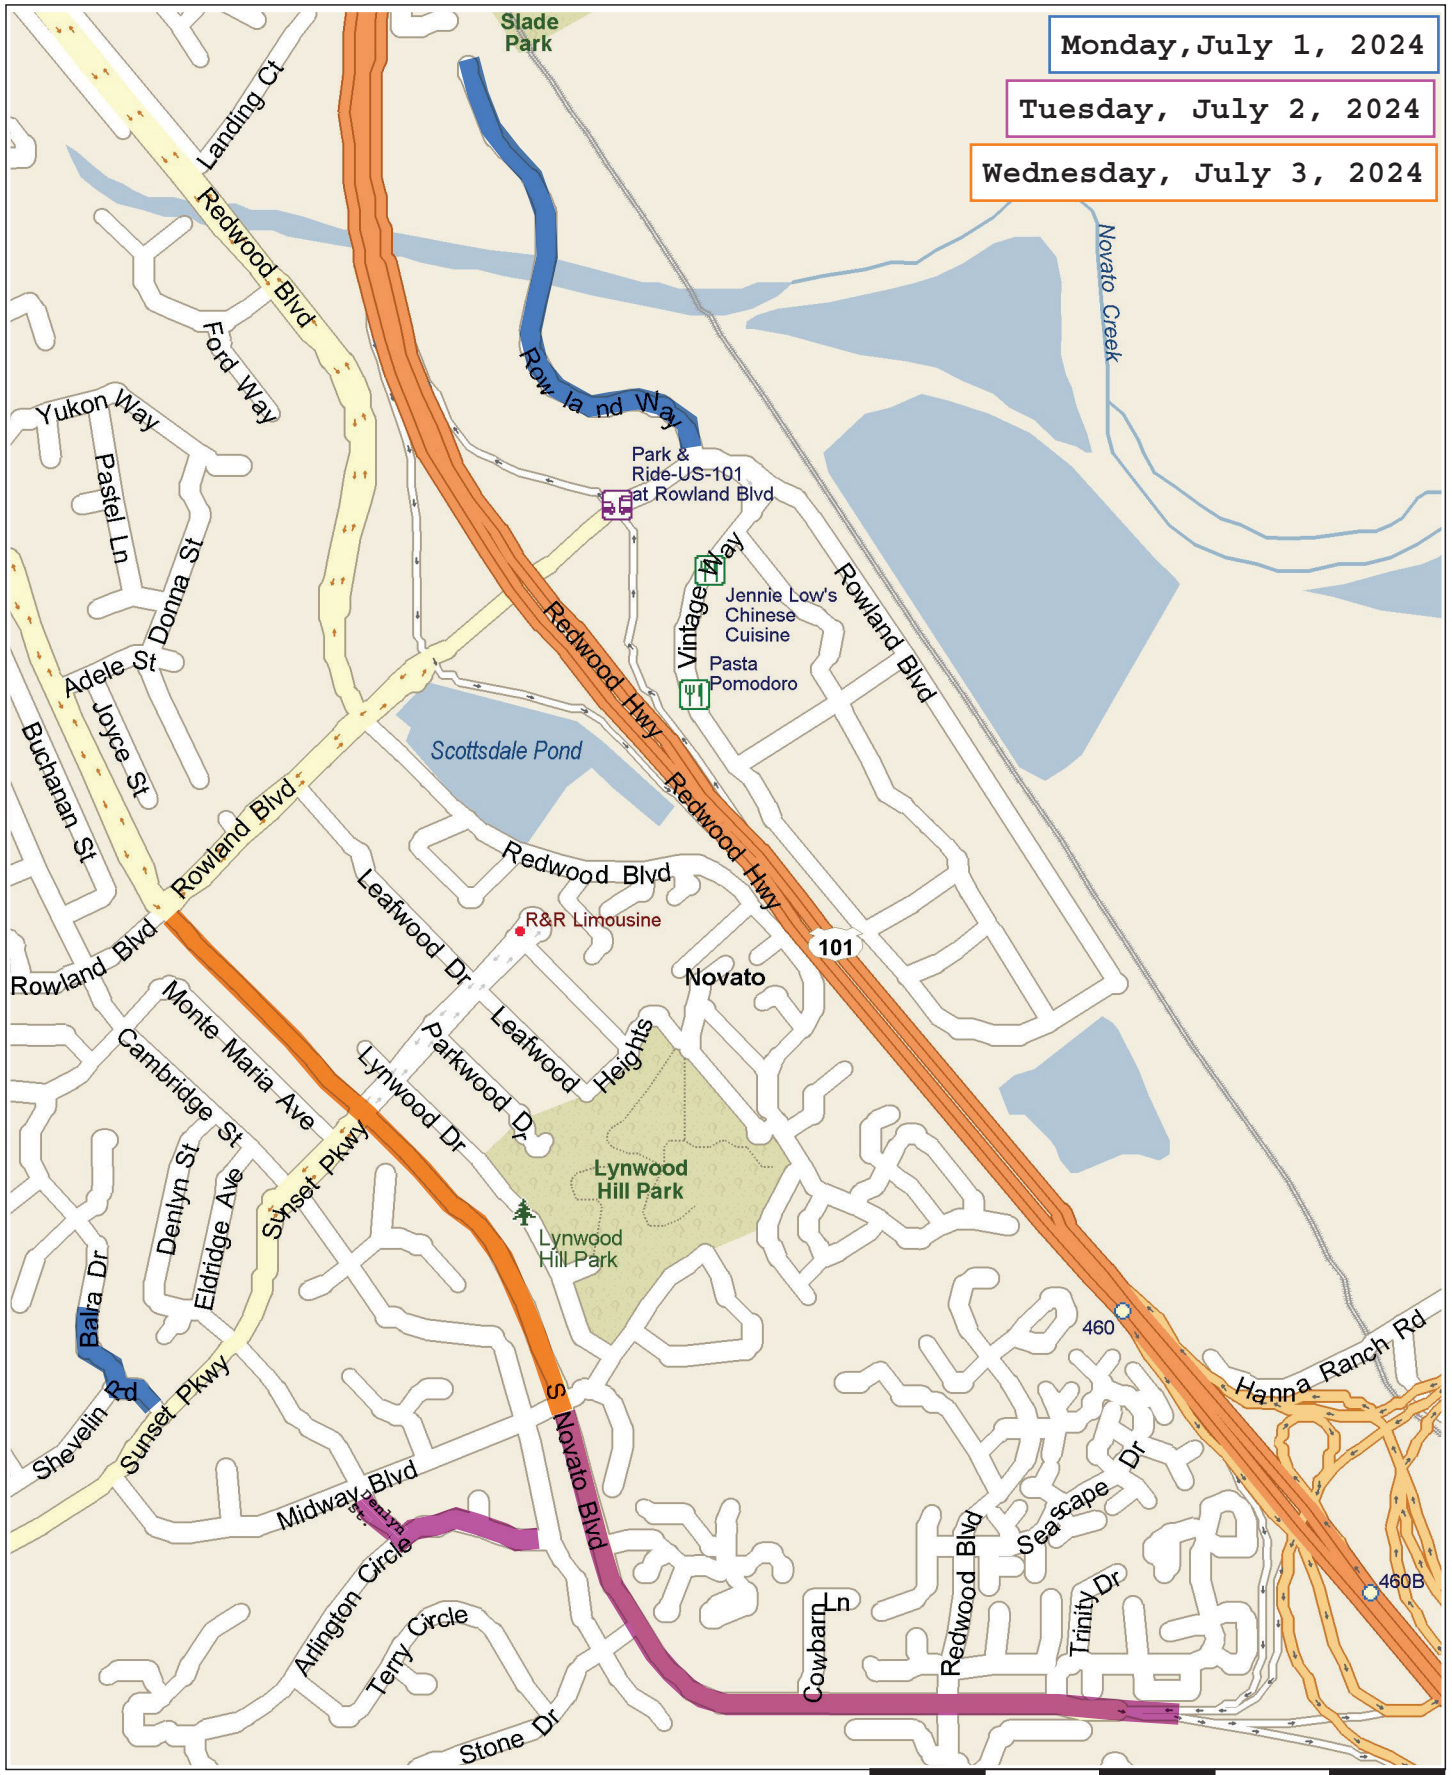 Slade
Park
Monday,July 1, 2024
Tuesday, July 2, 2024
Wednesday, July 3, 2024
Landing Ct
Redwood Blvd
Novato Creek
Ford Way
Rowland Way
Yukon Way
Park &
Ride-US-101
at Rowland Blvd
Pastel Ln
Donna St
Vintage Way
Jennie Low's
Chinese
Cuisine
Rowland Blvd
Redwood Hwy
Pasta
Pomodoro
Adele St
Joyce St
Buchanan St
Scottsdale Pond
Redwood Hwy
Rowland Blvd
Redwood Blvd
Leafwood Dr
R&R Limousine
101
Rowland Blvd
Novato
Monte Maria Ave
Cambridge St
Leafwood
Heights
Parkwood Dr
Lynwood Dr
Sunset Pkwy
Denlyn St
Eldridge Ave
Lynwood
Hill Park
Lynwood
Hill Park
Balra Dr
460
Hanna Ranch Rd
Shevelin Rd
Sunset Pkwy
S Novato Blvd
Midway Blvd
Denlyn
St.
Seascape Dr
Arlington Circle
Redwood Blvd
460B
Trinity Dr
Cowbarn Ln
Terry Circle
Stone Dr